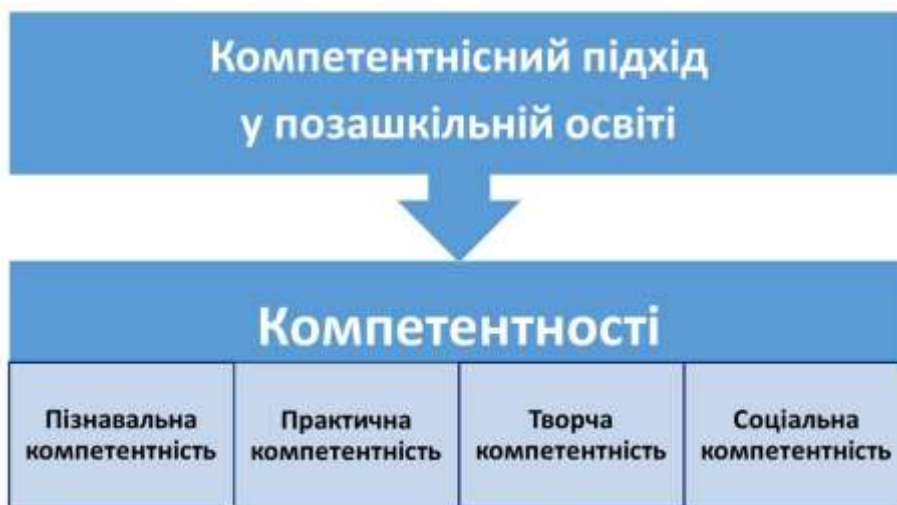 Компетентнісний підхід
у позашкільній освіті
Компетентності
Пізнавальна
компетентність
Практична
компетентність
Творча
компетентність
Соціальна
компетентність